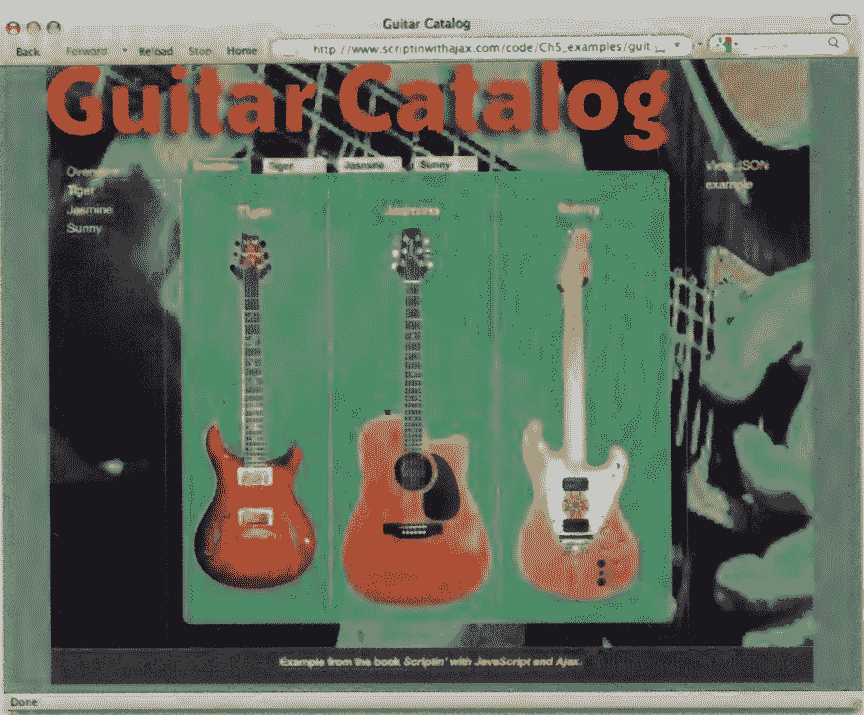 Guitar Catalog
Back Forward Reload Stop Home http://www.scriptinwithajax.com/code/Ch5_examples/guit
Guitar Catalog
Tiger Jasmine Sunny
Overview
Tiger
Jasmine
Sunny
View JSON
example
Tiger Jasmine Sunny
Example from the book Scriptin' with JavaScript and Ajax.
Done